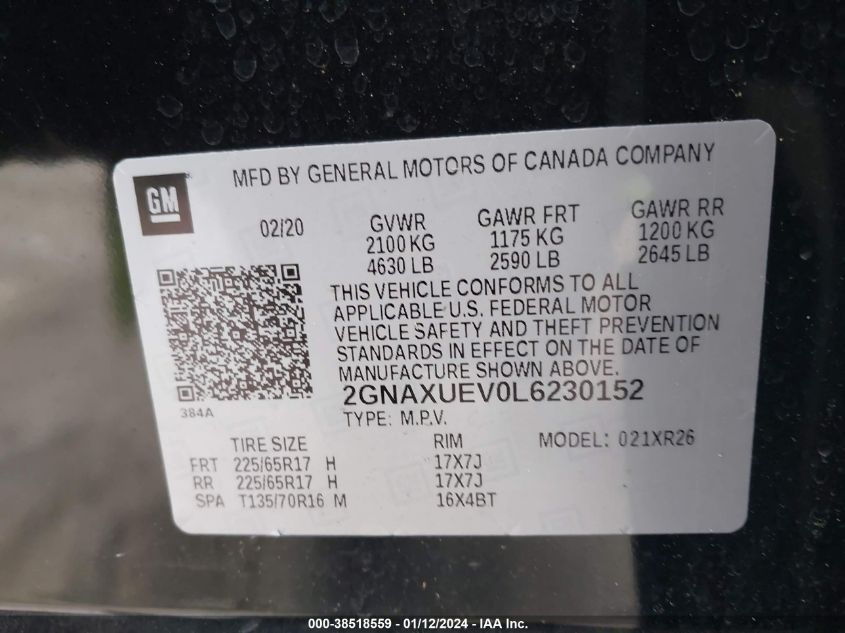 MFD BY GENERAL MOTORS OF CANADA COMPANY
GM
02/20 GVWR GAWR FRT GAWR RR
2100 KG 1175 KG 1200 KG
4630 LB 2590 LB 2645 LB
THIS VEHICLE CONFORMS TO ALL
APPLICABLE U.S. FEDERAL MOTOR
VEHICLE SAFETY AND THEFT PREVENTION
STANDARDS IN EFFECT ON THE DATE OF
MANUFACTURE SHOWN ABOVE.
384A
2GNAXUEV0L6230152
TYPE: M.P.V.
TIRE SIZE RIM MODEL: 021XR26
FRT 225/65R17 H 17X7J
RR 225/65R17 H 17X7J
SPA T135/70R16 M 16X4BT
000-38518559 - 01/12/2024 - IAA Inc.